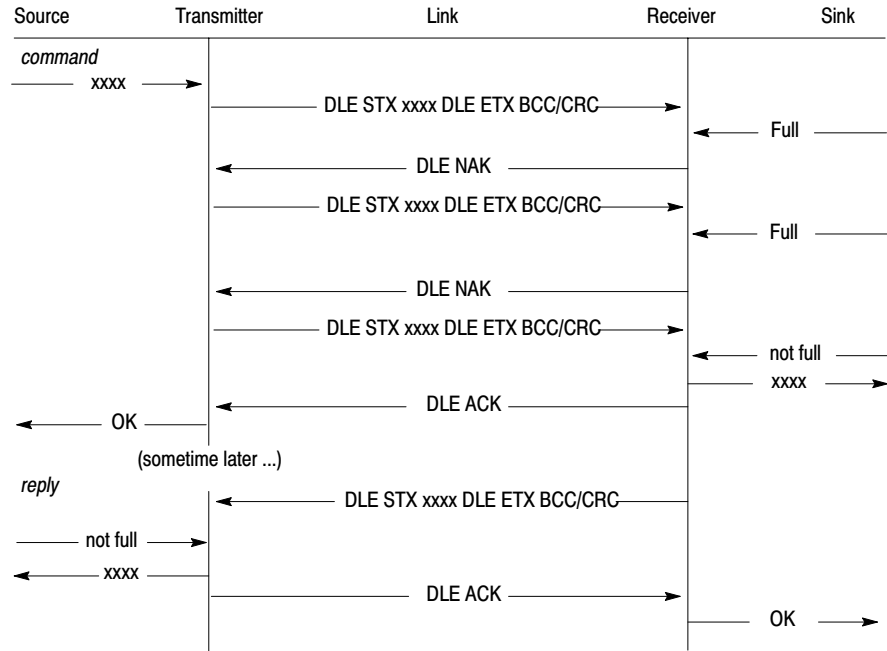 Source Transmitter Link Receiver Sink
command
xxxx
DLE STX xxxx DLE ETX BCC/CRC
Full
DLE NAK
DLE STX xxxx DLE ETX BCC/CRC
Full
DLE NAK
DLE STX xxxx DLE ETX BCC/CRC
not full
xxxx
DLE ACK
OK
(sometime later ...)
reply
DLE STX xxxx DLE ETX BCC/CRC
not full
xxxx
DLE ACK
OK